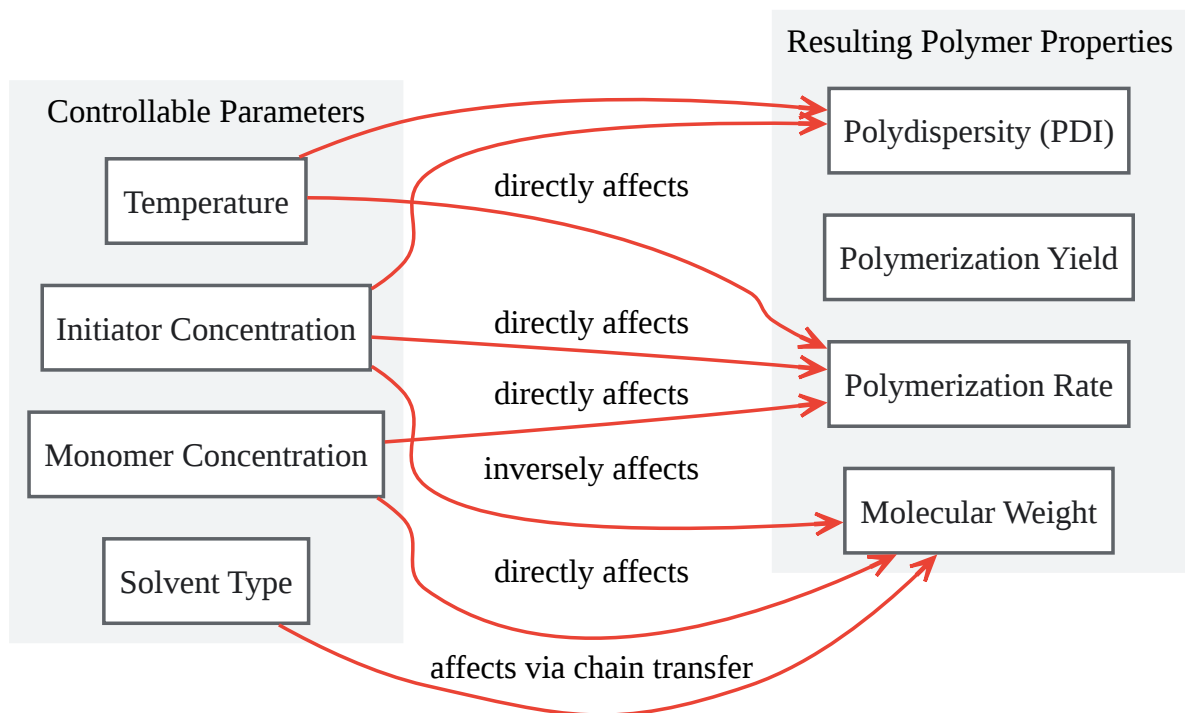 Resulting Polymer Properties
Controllable Parameters
Polydispersity (PDI)
Temperature
directly affects
Polymerization Yield
Initiator Concentration
directly affects
Polymerization Rate
directly affects
Monomer Concentration
inversely affects
Molecular Weight
Solvent Type
directly affects
affects via chain transfer